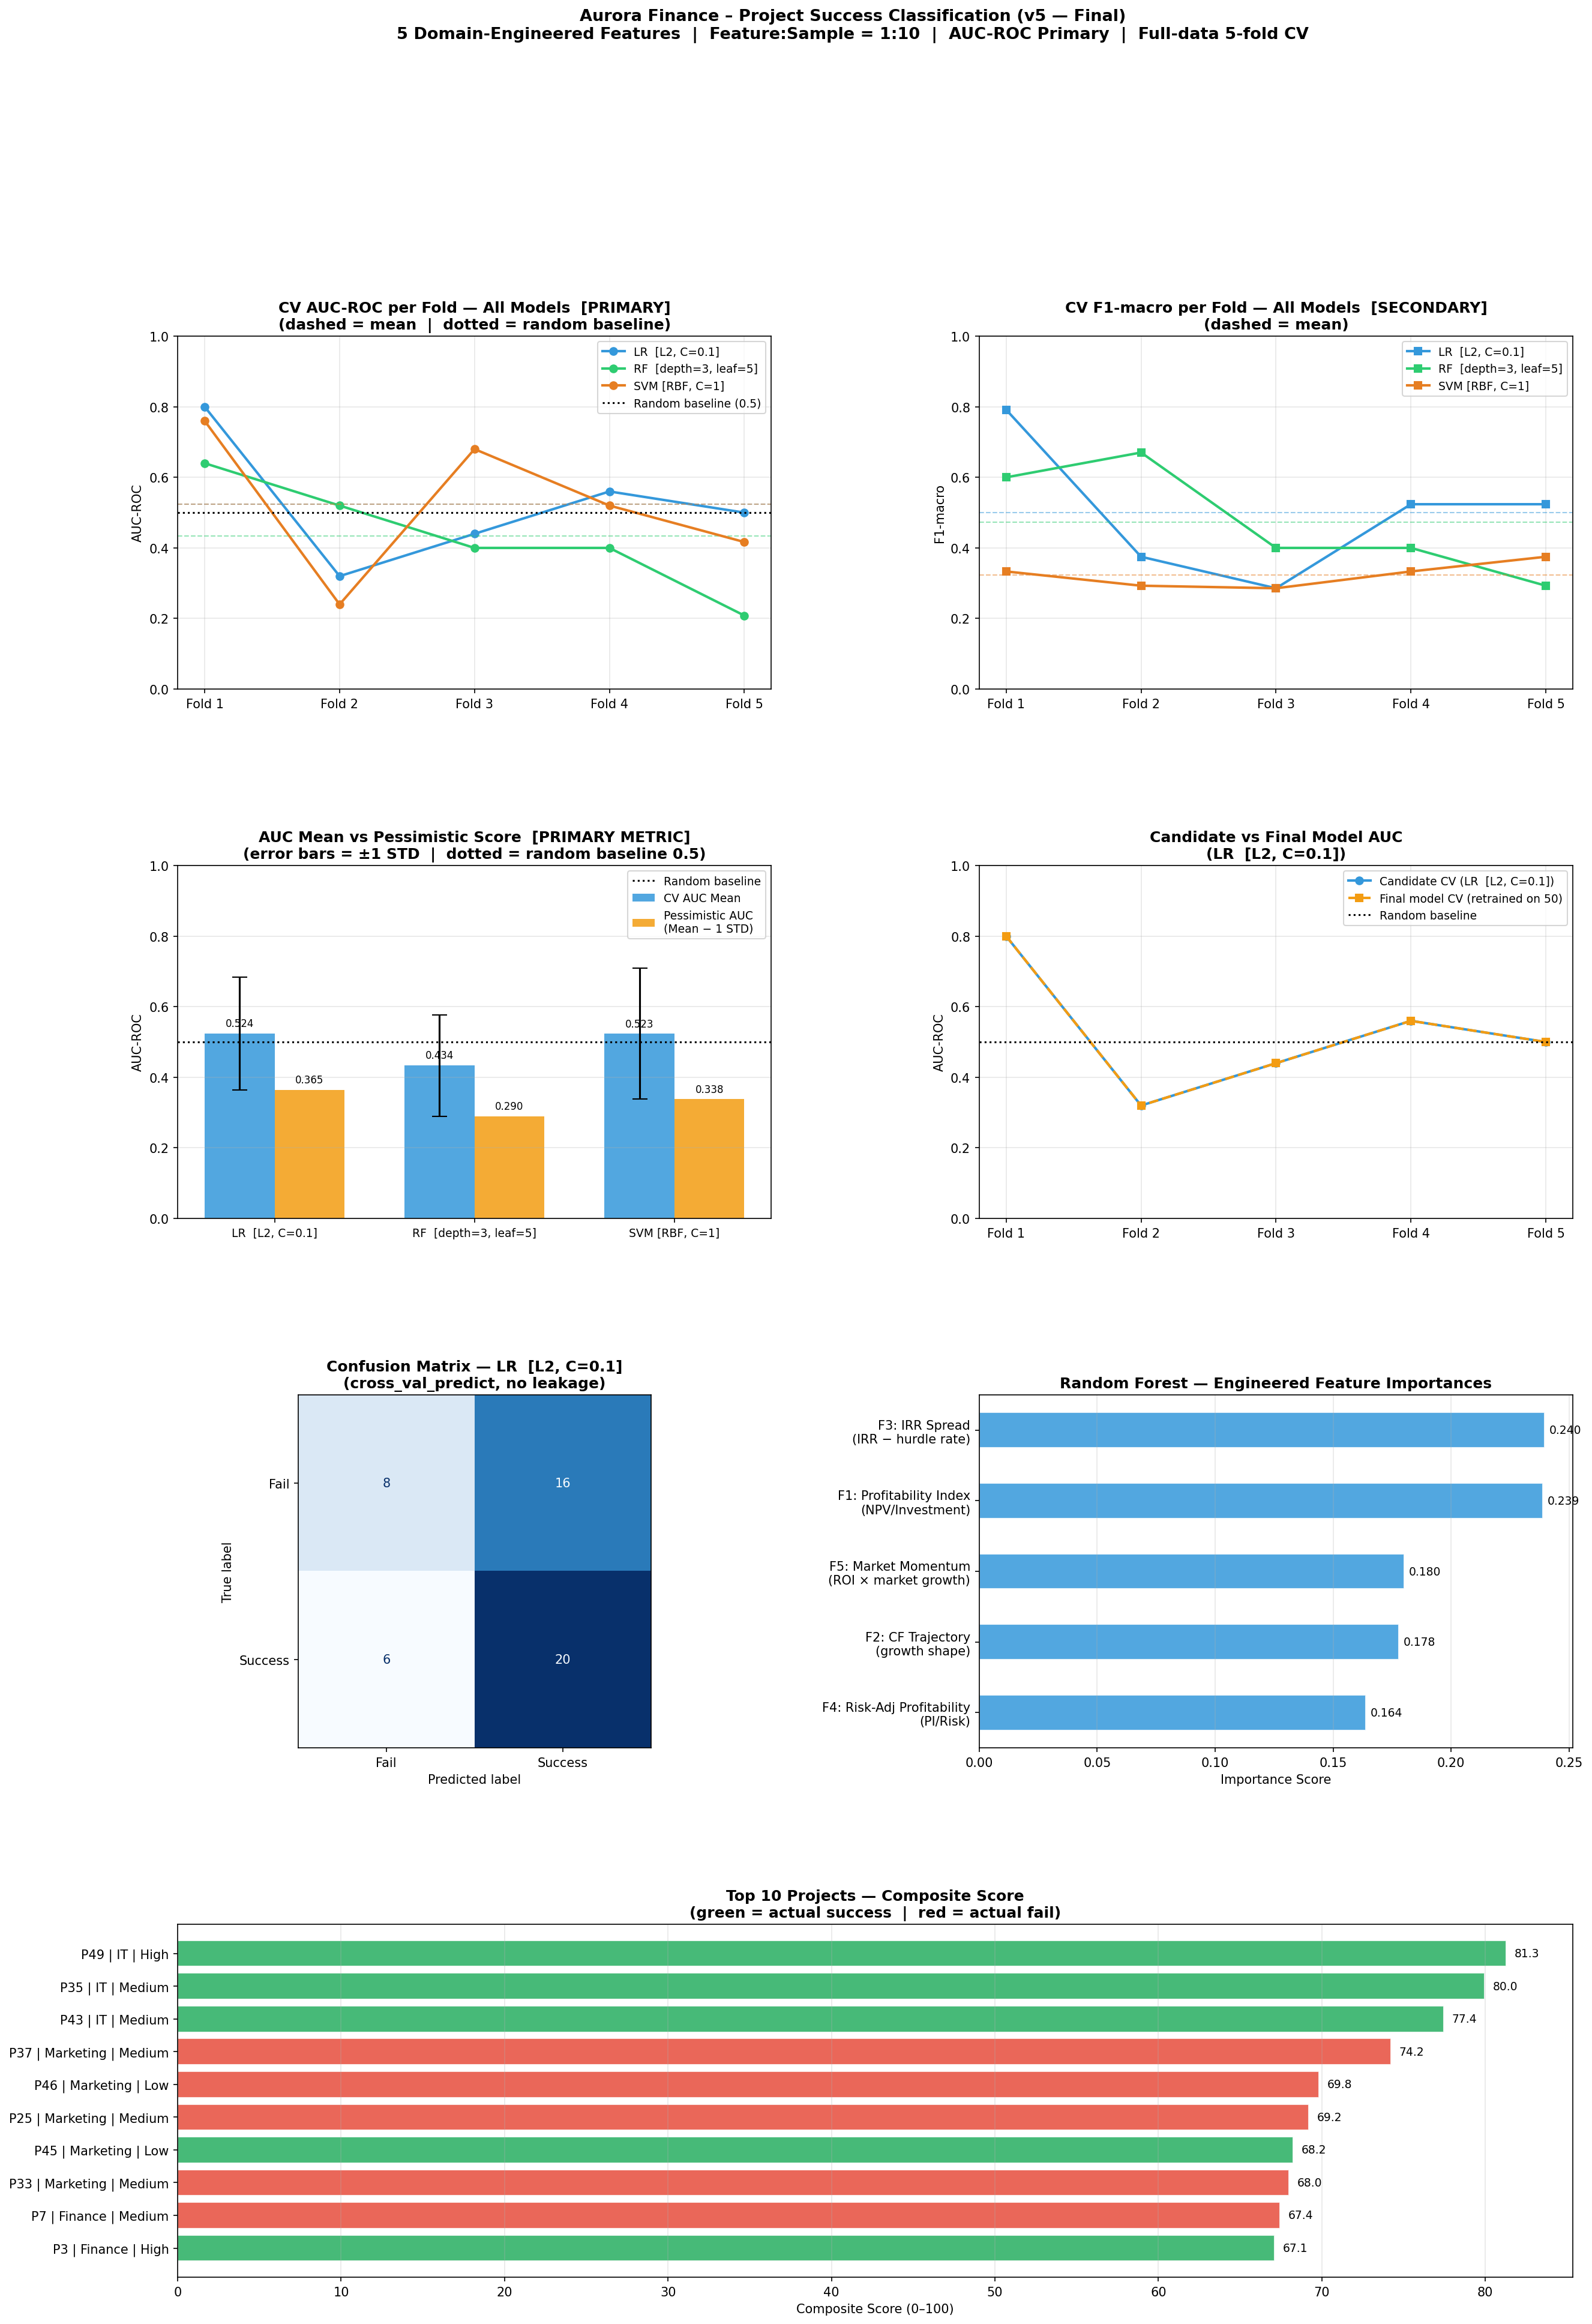 Aurora Finance – Project Success Classification (v5 — Final)
5 Domain-Engineered Features | Feature:Sample = 1:10 | AUC-ROC Primary | Full-data 5-fold CV
CV AUC-ROC per Fold — All Models [PRIMARY]
(dashed = mean | dotted = random baseline)
1.0
0.8
0.6
0.4
0.2
0.0
AUC-ROC
LR [L2, C=0.1]
RF [depth=3, leaf=5]
SVM [RBF, C=1]
Random baseline (0.5)
Fold 1
Fold 2
Fold 3
Fold 4
Fold 5
CV F1-macro per Fold — All Models [SECONDARY]
(dashed = mean)
1.0
0.8
0.6
0.4
0.2
0.0
F1-macro
LR [L2, C=0.1]
RF [depth=3, leaf=5]
SVM [RBF, C=1]
Fold 1
Fold 2
Fold 3
Fold 4
Fold 5
AUC Mean vs Pessimistic Score [PRIMARY METRIC]
(error bars = ±1 STD | dotted = random baseline 0.5)
1.0
0.8
0.6
0.4
0.2
0.0
AUC-ROC
Random baseline
CV AUC Mean
Pessimistic AUC
(Mean − 1 STD)
0.524
0.365
0.434
0.290
0.523
0.338
LR [L2, C=0.1]
RF [depth=3, leaf=5]
SVM [RBF, C=1]
Candidate vs Final Model AUC
(LR [L2, C=0.1])
1.0
0.8
0.6
0.4
0.2
0.0
AUC-ROC
Candidate CV (LR [L2, C=0.1])
Final model CV (retrained on 50)
Random baseline
Fold 1
Fold 2
Fold 3
Fold 4
Fold 5
Confusion Matrix — LR [L2, C=0.1]
(cross_val_predict, no leakage)
True label
Fail
8
16
Success
6
20
Fail
Success
Predicted label
Random Forest — Engineered Feature Importances
F3: IRR Spread
(IRR − hurdle rate)
0.240
F1: Profitability Index
(NPV/Investment)
0.239
F5: Market Momentum
(ROI × market growth)
0.180
F2: CF Trajectory
(growth shape)
0.178
F4: Risk-Adj Profitability
(PI/Risk)
0.164
0.00
0.05
0.10
0.15
0.20
0.25
Importance Score
Top 10 Projects — Composite Score
(green = actual success | red = actual fail)
P49 | IT | High
81.3
P35 | IT | Medium
80.0
P43 | IT | Medium
77.4
P37 | Marketing | Medium
74.2
P46 | Marketing | Low
69.8
P25 | Marketing | Medium
69.2
P45 | Marketing | Low
68.2
P33 | Marketing | Medium
68.0
P7 | Finance | Medium
67.4
P3 | Finance | High
67.1
0
10
20
30
40
50
60
70
80
Composite Score (0–100)